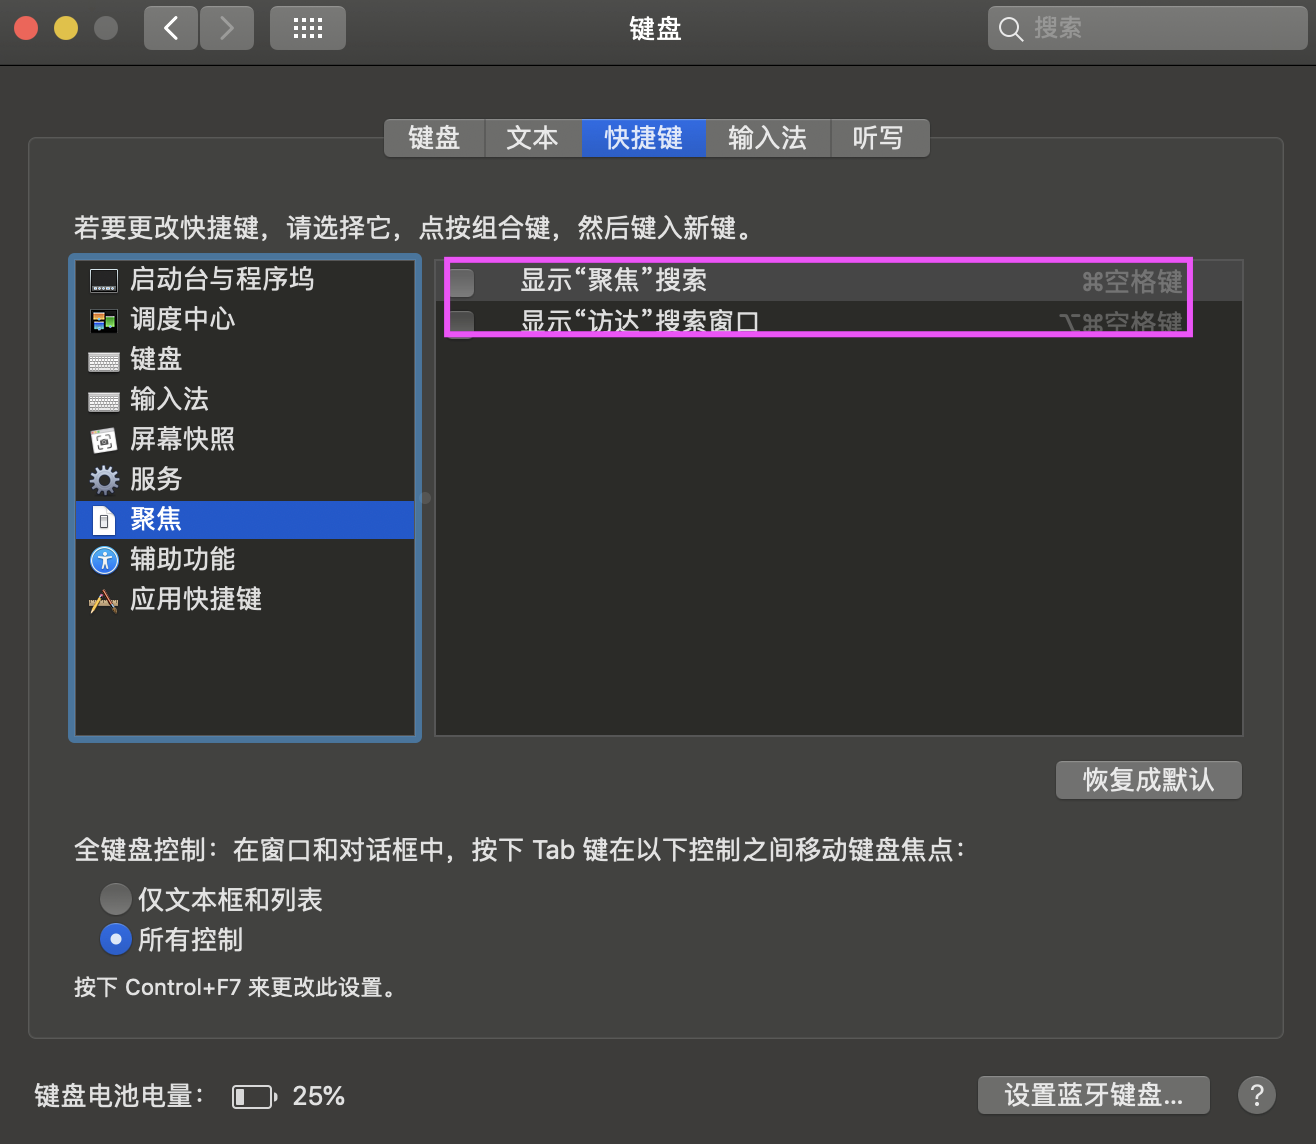 键盘
搜索
键盘 文本 快捷键 输入法 听写
若要更改快捷键，请选择它，点按组合键，然后键入新键。
启动台与程序坞
调度中心
键盘
输入法
屏幕快照
服务
聚焦
辅助功能
应用快捷键
显示“聚焦”搜索 ⌘空格键
显示“访达”搜索窗口 ⌥⌘空格键
恢复成默认
全键盘控制：在窗口和对话框中，按下 Tab 键在以下控制之间移动键盘焦点：
仅文本框和列表
所有控制
按下 Control+F7 来更改此设置。
键盘电池电量： 25%
设置蓝牙键盘... ?